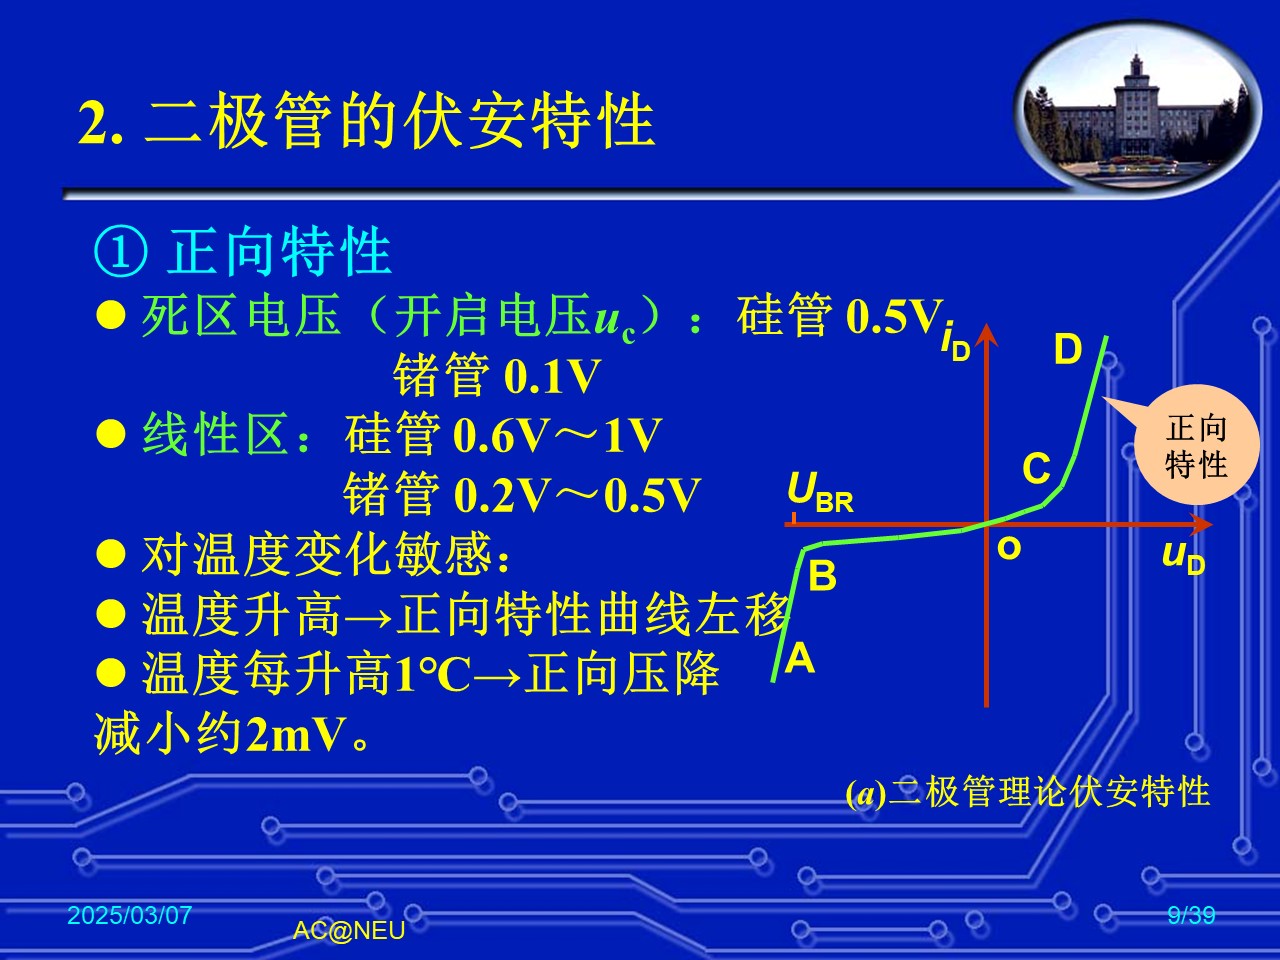 2. 二极管的伏安特性
① 正向特性
● 死区电压（开启电压uc）：硅管 0.5V
锗管 0.1V
● 线性区：硅管 0.6V～1V
锗管 0.2V～0.5V
● 对温度变化敏感：
● 温度升高→正向特性曲线左移
● 温度每升高1℃→正向压降
减小约2mV。
iD
D
正向
特性
C
UBR
o
uD
B
A
(a)二极管理论伏安特性
2025/03/07
AC@NEU
9/39